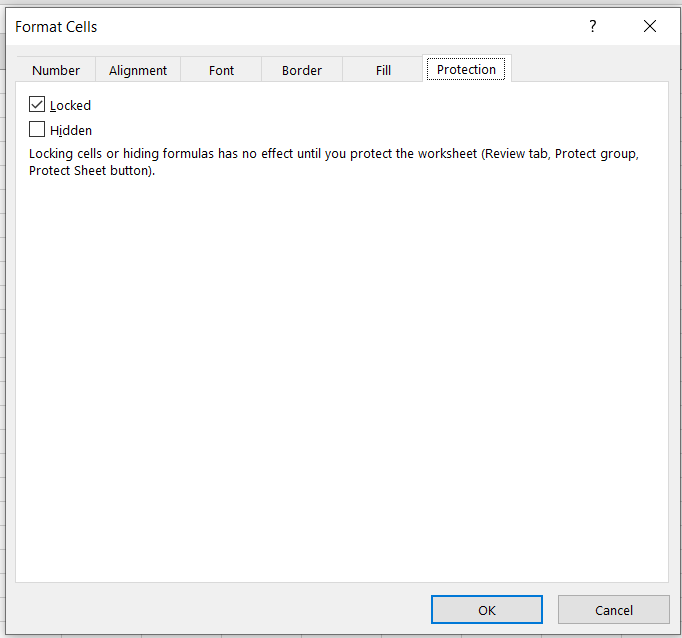 Format Cells ?
Number Alignment Font Border Fill Protection
Locked
Hidden
Locking cells or hiding formulas has no effect until you protect the worksheet (Review tab, Protect group,
Protect Sheet button).
OK Cancel